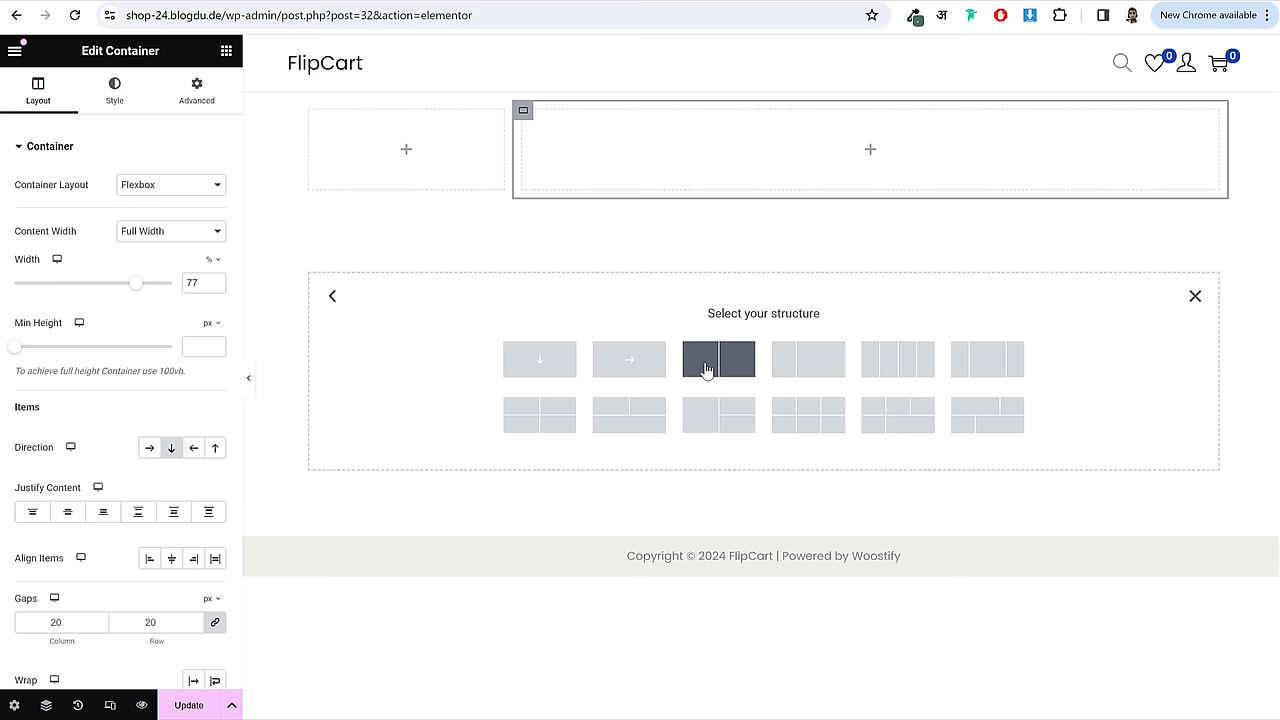 shop-24.blogdu.de/wp-admin/post.php?post=32&action=elementor
अ
New Chrome available
Edit Container
Layout
Style
Advanced
Container
Container Layout
Flexbox
Content Width
Full Width
Width
%
77
Min Height
px
To achieve full height Container use 100vh.
Items
Direction
Justify Content
Align Items
Gaps
px
20
20
Column
Row
Wrap
Update
FlipCart
0
0
Select your structure
Copyright © 2024 FlipCart | Powered by Woostify